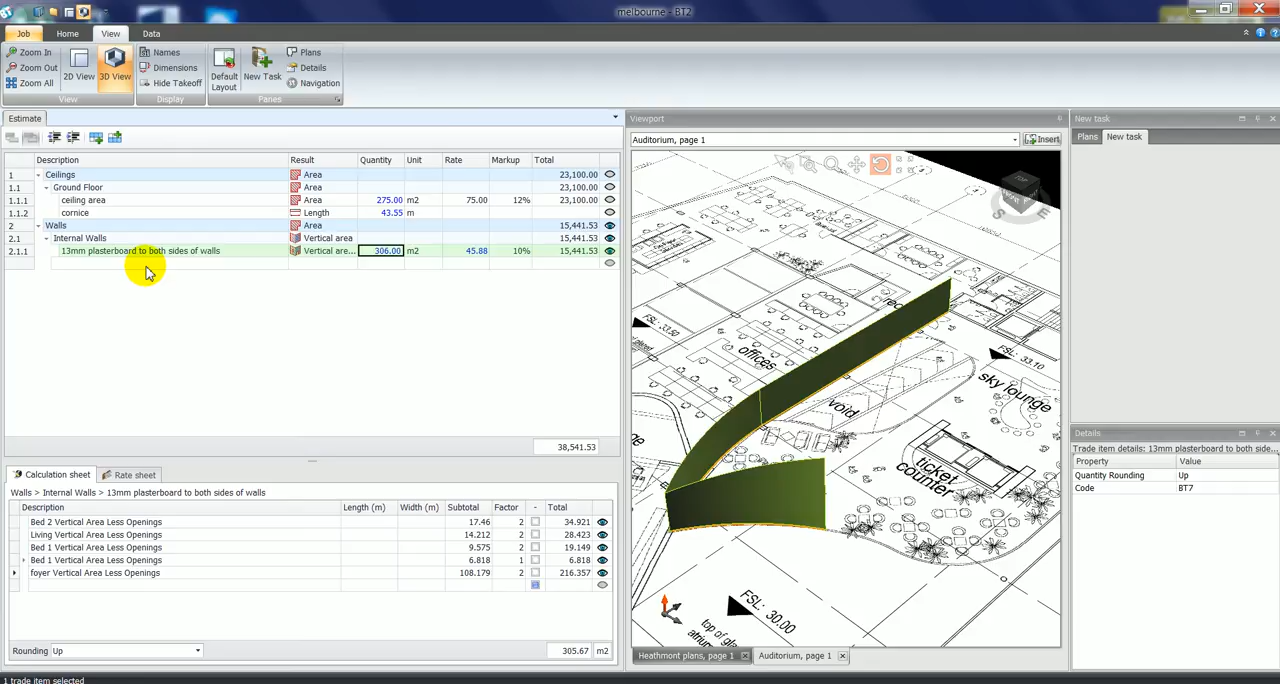 melbourne - BT2
Job Home View Data
Zoom In
Zoom Out
Zoom All
2D View
3D View
View
Names
Dimensions
Hide Takeoff
Display
Default Layout
New Task
Plans
Details
Navigation
Panes
Estimate
Description Result Quantity Unit Rate Markup Total
1 Ceilings Area 23,100.00
1.1 Ground Floor Area 23,100.00
1.1.1 ceiling area Area 275.00 m2 75.00 12% 23,100.00
1.1.2 cornice Length 43.55 m
2 Walls Area 15,441.53
2.1 Internal Walls Vertical area 15,441.53
2.1.1 13mm plasterboard to both sides of walls Vertical are... 306.00 m2 45.88 10% 15,441.53
38,541.53
Calculation sheet Rate sheet
Walls > Internal Walls > 13mm plasterboard to both sides of walls
Description Length (m) Width (m) Subtotal Factor - Total
Bed 2 Vertical Area Less Openings 17.46 2 34.921
Living Vertical Area Less Openings 14.212 2 28.423
Bed 1 Vertical Area Less Openings 9.575 2 19.149
Bed 1 Vertical Area Less Openings 6.818 1 6.818
foyer Vertical Area Less Openings 108.179 2 216.357
Rounding Up 305.67 m2
1 trade item selected
Viewport
Auditorium, page 1 Insert
TOP
E
FSL: 33.50
offices
FSL: 33.10
sky lounge
void
ticket
counter
FSL: 30.00
Heathmont plans, page 1 Auditorium, page 1
New task
Plans New task
Details
Trade item details: 13mm plasterboard to both side...
Property Value
Quantity Rounding Up
Code BT7